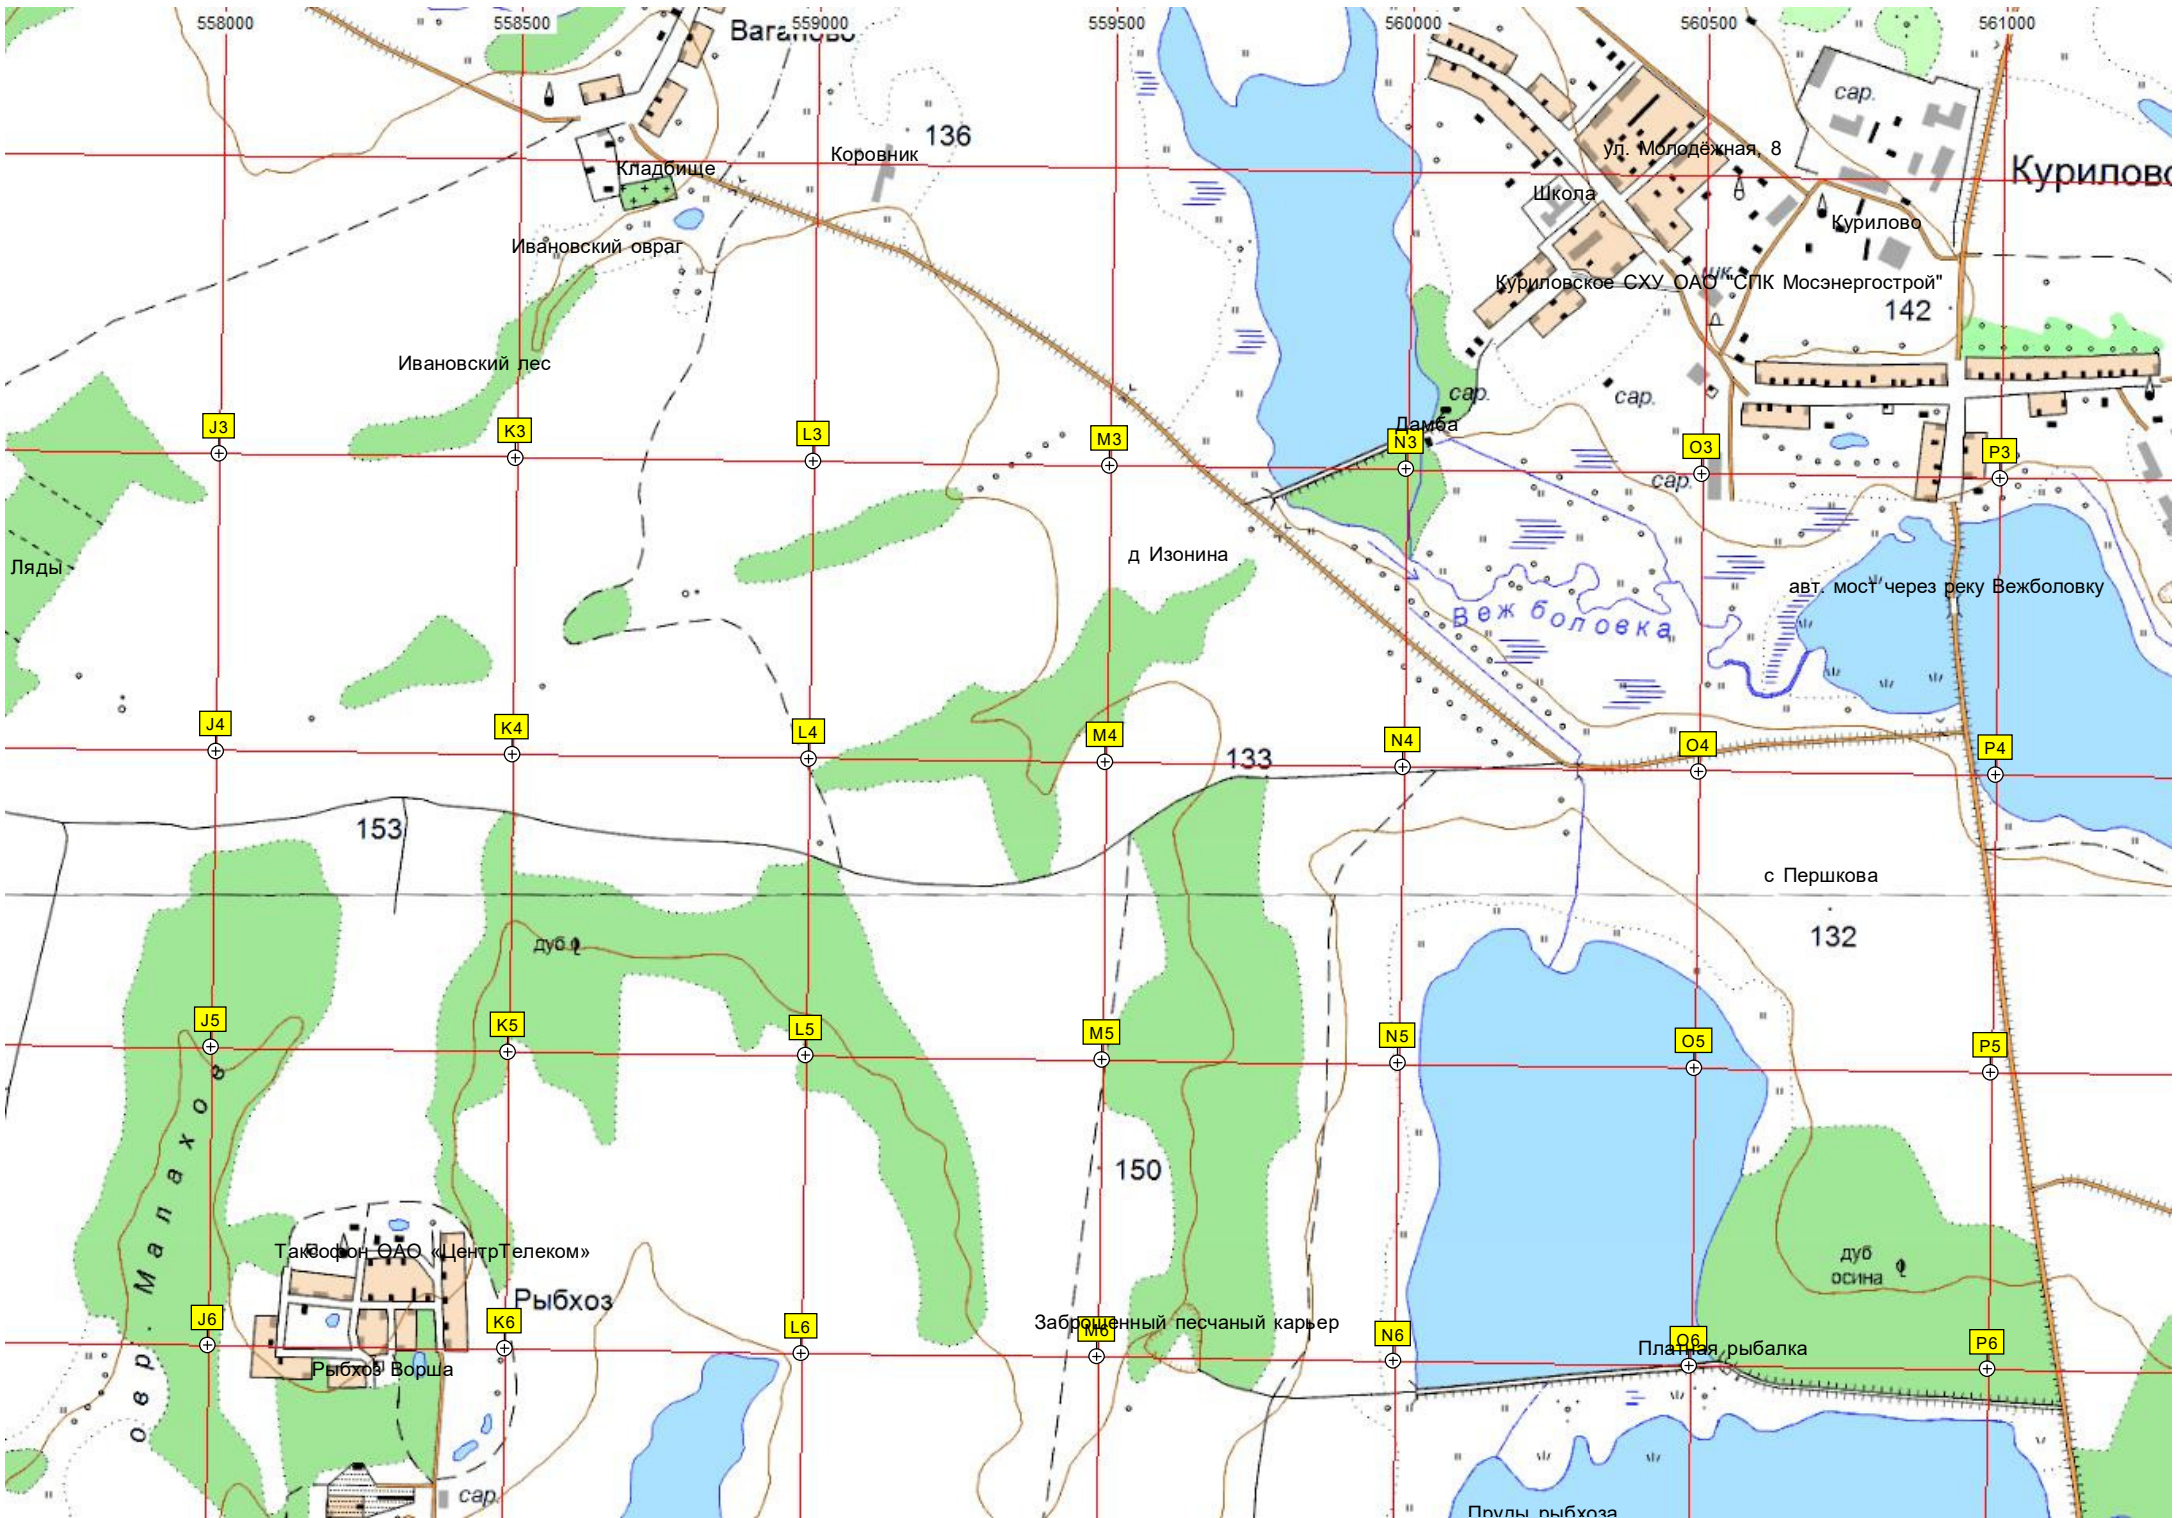 558000 558500 559000 559500 560000 560500 561000
Ваганово
сар.
136
Коровник
Кладбище
ул. Молодёжная, 8
Курилово
Школа
Курилово
Ивановский овраг
шк.
Куриловское СХУ ОАО "СПК Мосэнергострой"
142
Ивановский лес
сар.
сар.
Дамба
J3 K3 L3 M3 N3 O3 P3
сар.
д Изонина
Ляды
авт. мост через реку Вежболовку
Вежболовка
J4 K4 L4 M4 N4 O4 P4
133
153
с Першкова
132
дуб
J5 K5 L5 M5 N5 O5 P5
150
овр. Малахов
Таксофон ОАО «ЦентрТелеком»
дуб
осина
Рыбхоз
J6 K6 L6 M6 N6 O6 P6
Заброшенный песчаный карьер
Платная рыбалка
Рыбхоз Ворша
сар.
Пруды рыбхоза